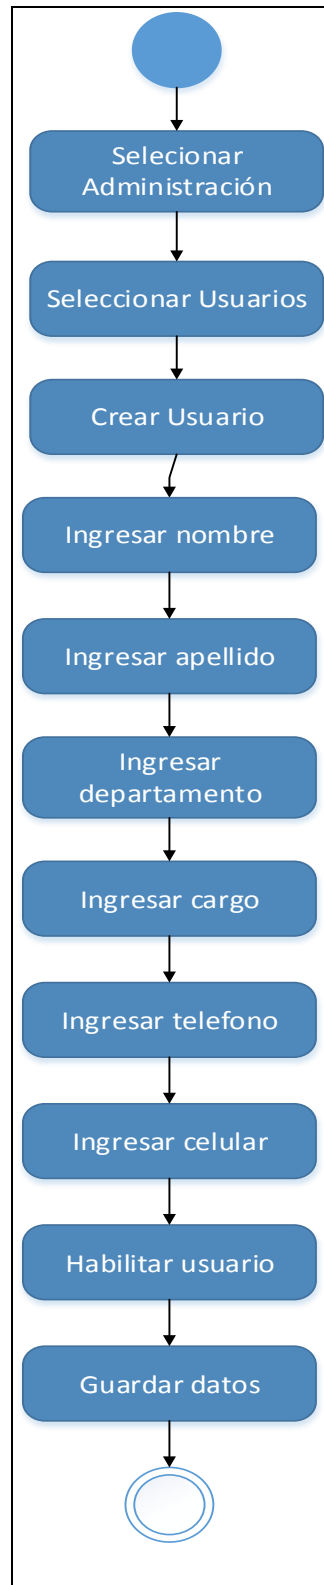 Selecionar
Administración
Seleccionar Usuarios
Crear Usuario
Ingresar nombre
Ingresar apellido
Ingresar
departamento
Ingresar cargo
Ingresar telefono
Ingresar celular
Habilitar usuario
Guardar datos